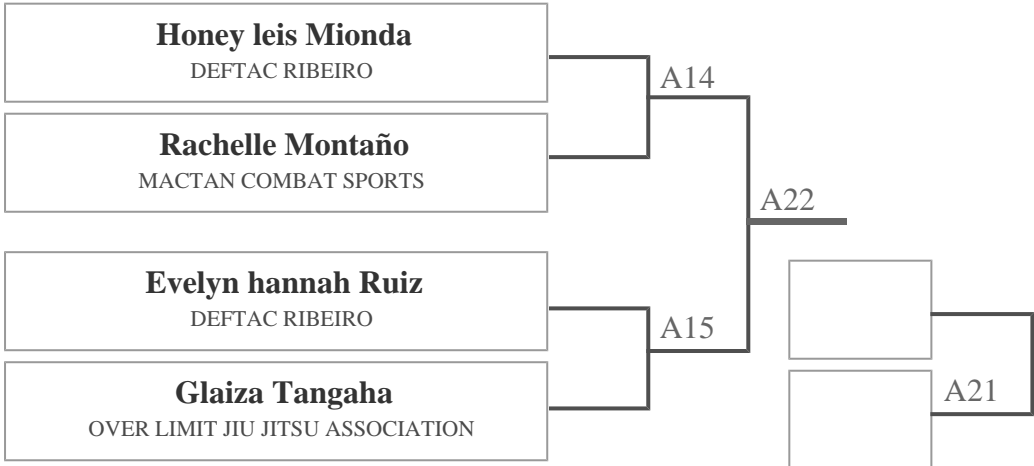 Honey leis Mionda
DEFTAC RIBEIRO
A14
Rachelle Montaño
MACTAN COMBAT SPORTS
A22
Evelyn hannah Ruiz
DEFTAC RIBEIRO
A15
Glaiza Tangaha
OVER LIMIT JIU JITSU ASSOCIATION
A21